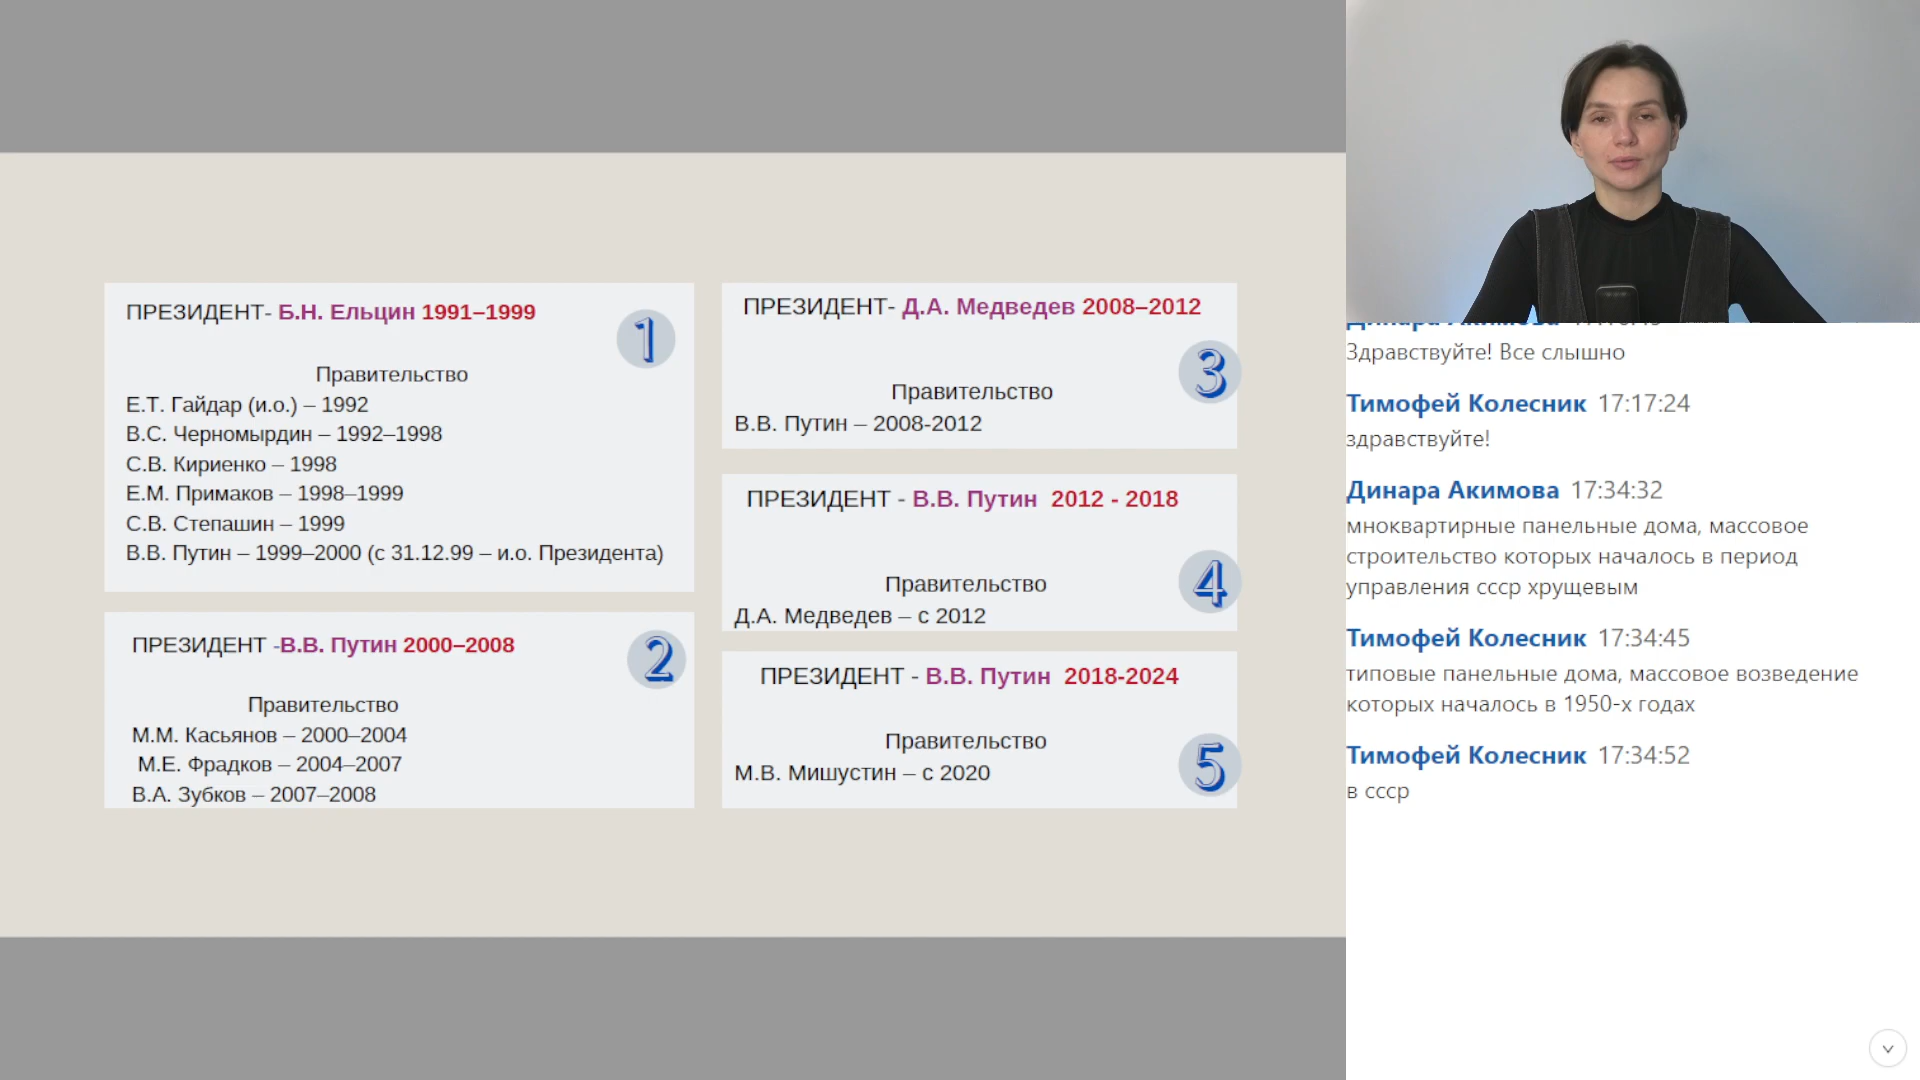 ПРЕЗИДЕНТ- Б.Н. Ельцин 1991–1999
1
Правительство
Е.Т. Гайдар (и.о.) – 1992
В.С. Черномырдин – 1992–1998
С.В. Кириенко – 1998
Е.М. Примаков – 1998–1999
С.В. Степашин – 1999
В.В. Путин – 1999–2000 (с 31.12.99 – и.о. Президента)
ПРЕЗИДЕНТ -В.В. Путин 2000–2008
2
Правительство
М.М. Касьянов – 2000–2004
М.Е. Фрадков – 2004–2007
В.А. Зубков – 2007–2008
ПРЕЗИДЕНТ- Д.А. Медведев 2008–2012
3
Правительство
В.В. Путин – 2008-2012
ПРЕЗИДЕНТ - В.В. Путин 2012 - 2018
4
Правительство
Д.А. Медведев – с 2012
ПРЕЗИДЕНТ - В.В. Путин 2018-2024
5
Правительство
М.В. Мишустин – с 2020
Динара Акимова
Здравствуйте! Все слышно
Тимофей Колесник 17:17:24
здравствуйте!
Динара Акимова 17:34:32
мноквартирные панельные дома, массовое
строительство которых началось в период
управления ссср хрущевым
Тимофей Колесник 17:34:45
типовые панельные дома, массовое возведение
которых началось в 1950-х годах
Тимофей Колесник 17:34:52
в ссср